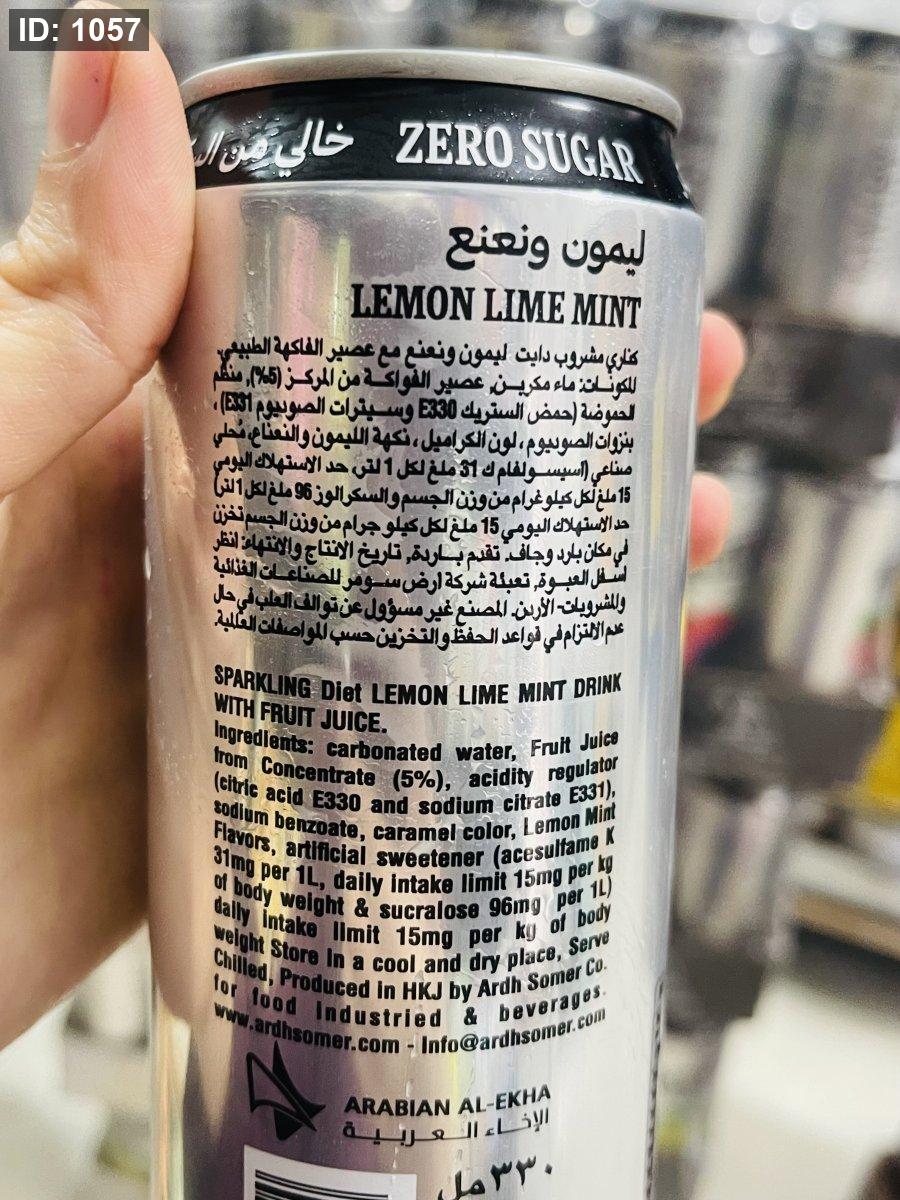 ID: 1057
خالي من
ZERO SUGAR
ليمون ونعنع
LEMON LIME MINT
كناري مشروب دايت ليمون ونعنع مع عصير الفاكهة الطبيعي.
المكونات: ماء مكربن, عصير الفواكة من المركز (5%), منظم
الحموضة (حمض الستريك E330 وسيترات الصوديوم E331) ،
بنزوات الصوديوم ، لون الكراميل ، نكهة الليمون والنعناع, مُحلي
صناعي (اسيسولفام ك 31 ملغ لكل 1 لتر, حد الاستهلاك اليومي
15 ملغ لكل كيلو غرام من وزن الجسم والسكرالوز 96 ملغ لكل 1 لتر)
حد الاستهلاك اليومي 15 ملغ لكل كيلو جرام من وزن الجسم تخزن
في مكان بارد وجاف. تقدم باردة, تاريخ الانتاج والانتهاء: انظر
اسفل العبوة, تعبئة شركة ارض سومر للصناعات الغذائية
والمشروبات- الأردن. المصنع غير مسؤول عن توالف العلب في حال
عدم الالتزام في قواعد الحفظ والتخزين حسب المواصفات العالمية.
SPARKLING Diet LEMON LIME MINT DRINK
WITH FRUIT JUICE.
Ingredients: carbonated water, Fruit Juice
from Concentrate (5%), acidity regulator
(citric acid E330 and sodium citrate E331),
sodium benzoate, caramel color, Lemon Mint
Flavors, artificial sweetener (acesulfame K
31mg per 1L, daily intake limit 15mg per kg
of body weight & sucralose 96mg per 1L)
daily intake limit 15mg per kg of body
weight Store in a cool and dry place, Serve
Chilled, Produced in HKJ by Ardh Somer Co.
for food Industried & beverages.
www.ardhsomer.com - Info@ardhsomer.com
ARABIAN AL-EKHA
الإخاء العربية
٣٣٠ مل